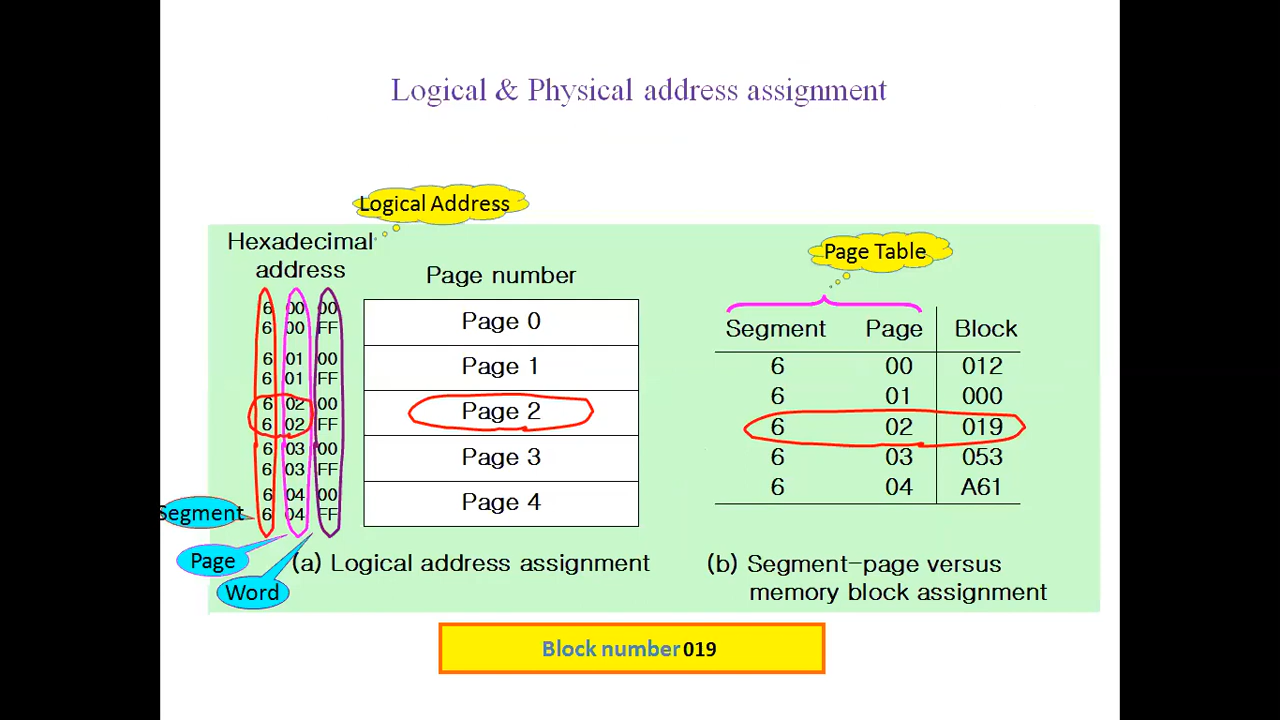 Logical & Physical address assignment
Logical Address
Hexadecimal
address
Page number
6 00 00
6 00 FF
6 01 00
6 01 FF
6 02 00
6 02 FF
6 03 00
6 03 FF
6 04 00
6 04 FF
Page 0
Page 1
Page 2
Page 3
Page 4
Segment
Page
Word
(a) Logical address assignment
Page Table
Segment Page Block
6 00 012
6 01 000
6 02 019
6 03 053
6 04 A61
(b) Segment-page versus
memory block assignment
Block number 019